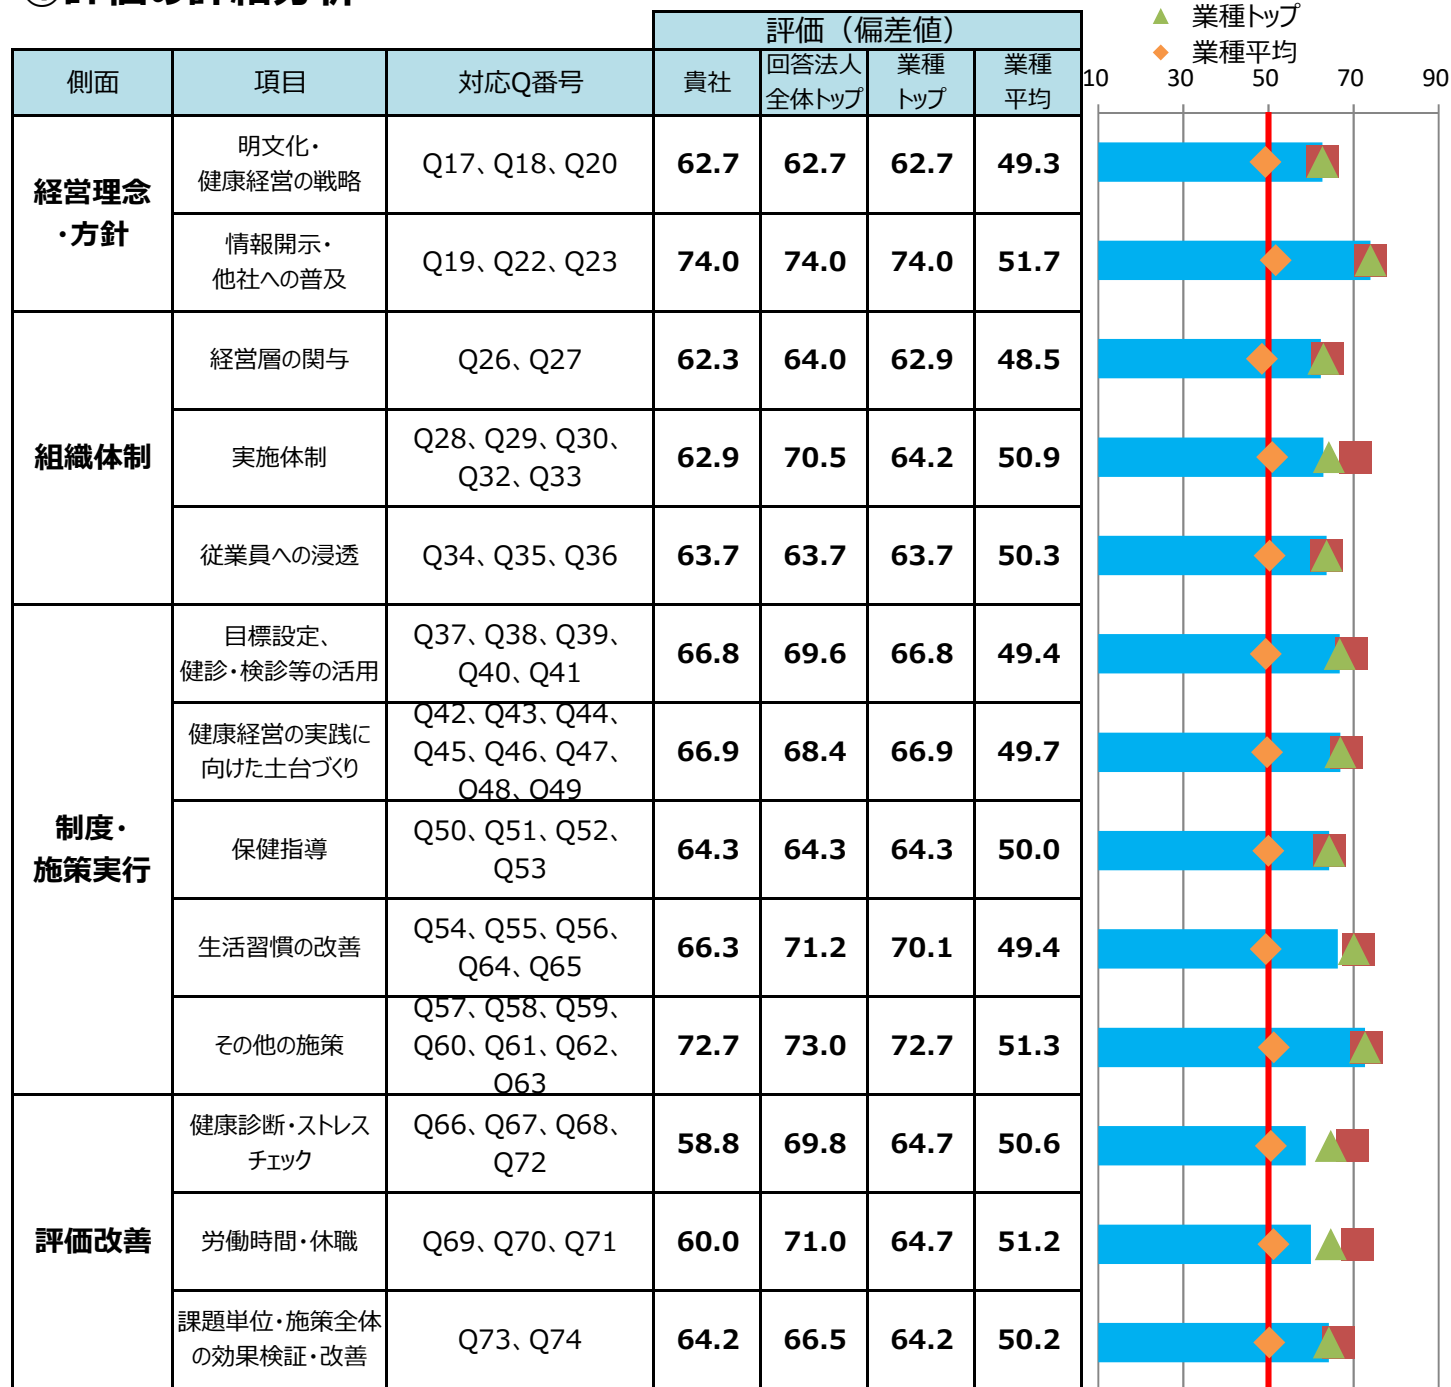 評価（偏差値）
▲ 業種トップ
◆ 業種平均
側面 項目 対応Q番号 貴社 回答法人 業種 業種
全体トップ トップ 平均
10 30 50 70 90
経営理念
・方針
明文化・
健康経営の戦略
Q17、Q18、Q20 62.7 62.7 62.7 49.3
情報開示・
他社への普及
Q19、Q22、Q23 74.0 74.0 74.0 51.7
組織体制
経営層の関与 Q26、Q27 62.3 64.0 62.9 48.5
実施体制
Q28、Q29、Q30、
Q32、Q33
62.9 70.5 64.2 50.9
従業員への浸透 Q34、Q35、Q36 63.7 63.7 63.7 50.3
制度・
施策実行
目標設定、
健診・検診等の活用
Q37、Q38、Q39、
Q40、Q41
66.8 69.6 66.8 49.4
健康経営の実践に
向けた土台づくり
Q42、Q43、Q44、
Q45、Q46、Q47、
Q48、Q49
66.9 68.4 66.9 49.7
保健指導
Q50、Q51、Q52、
Q53
64.3 64.3 64.3 50.0
生活習慣の改善
Q54、Q55、Q56、
Q64、Q65
66.3 71.2 70.1 49.4
その他の施策
Q57、Q58、Q59、
Q60、Q61、Q62、
Q63
72.7 73.0 72.7 51.3
評価改善
健康診断・ストレス
チェック
Q66、Q67、Q68、
Q72
58.8 69.8 64.7 50.6
労働時間・休職 Q69、Q70、Q71 60.0 71.0 64.7 51.2
課題単位・施策全体
の効果検証・改善
Q73、Q74 64.2 66.5 64.2 50.2